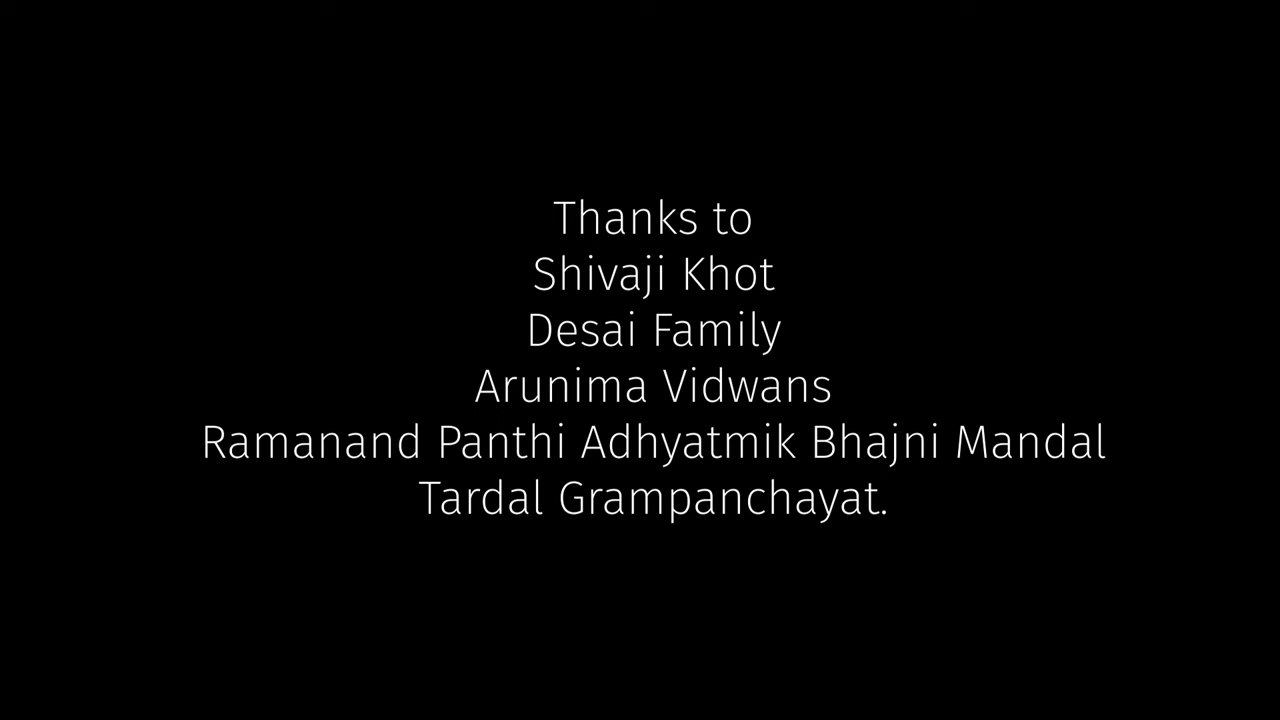 Thanks to
Shivaji Khot
Desai Family
Arunima Vidwans
Ramanand Panthi Adhyatmik Bhajni Mandal
Tardal Grampanchayat.